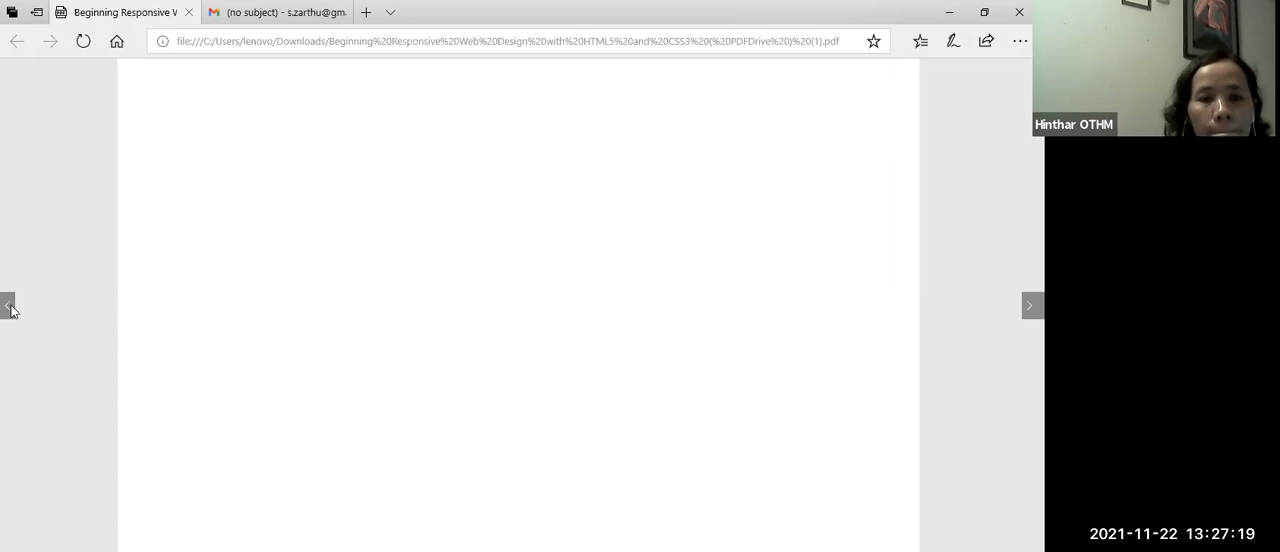 Beginning Responsive V
(no subject) - s.zarthu@gm
file:///C:/Users/lenovo/Downloads/Beginning%20Responsive%20Web%20Design%20with%20HTML5%20and%20CSS3%20(%20PDFDrive%20)%20(1).pdf
Hinthar OTHM
2021-11-22 13:27:19